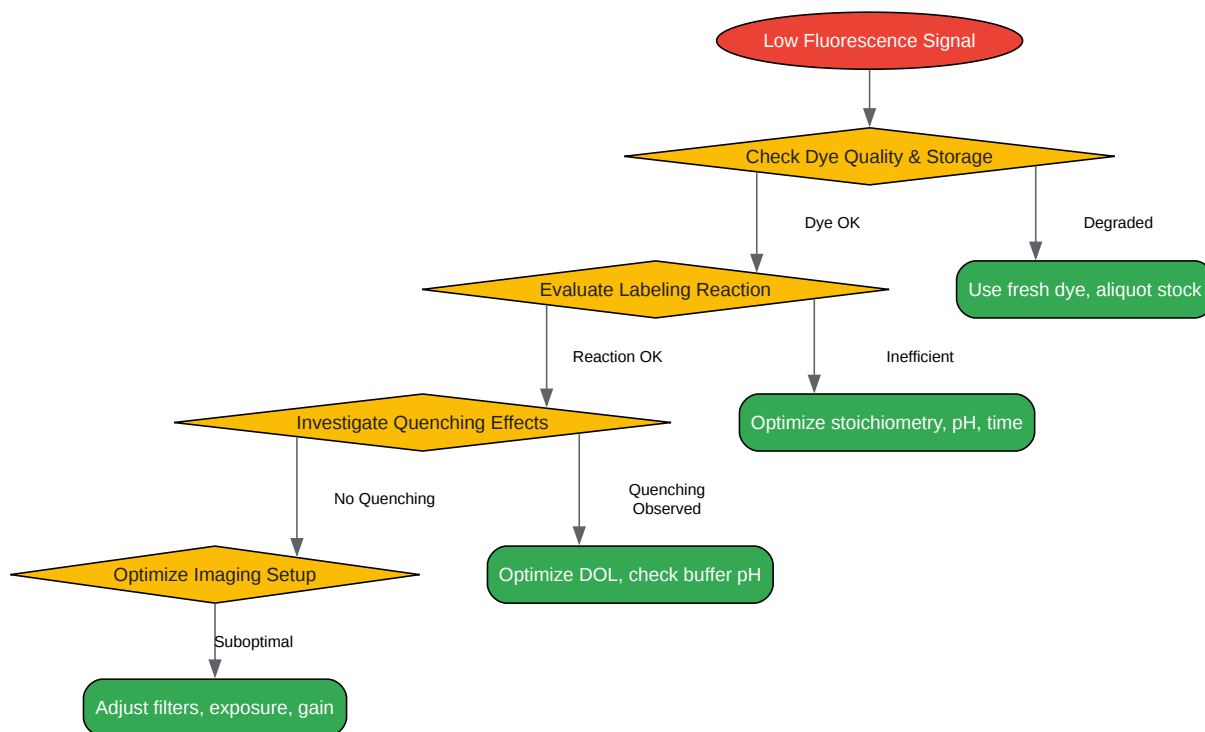 Low Fluorescence Signal
Check Dye Quality & Storage
Dye OK
Degraded
Evaluate Labeling Reaction
Use fresh dye, aliquot stock
Reaction OK
Inefficient
Investigate Quenching Effects
Optimize stoichiometry, pH, time
No Quenching
Quenching
Observed
Optimize Imaging Setup
Optimize DOL, check buffer pH
Suboptimal
Adjust filters, exposure, gain